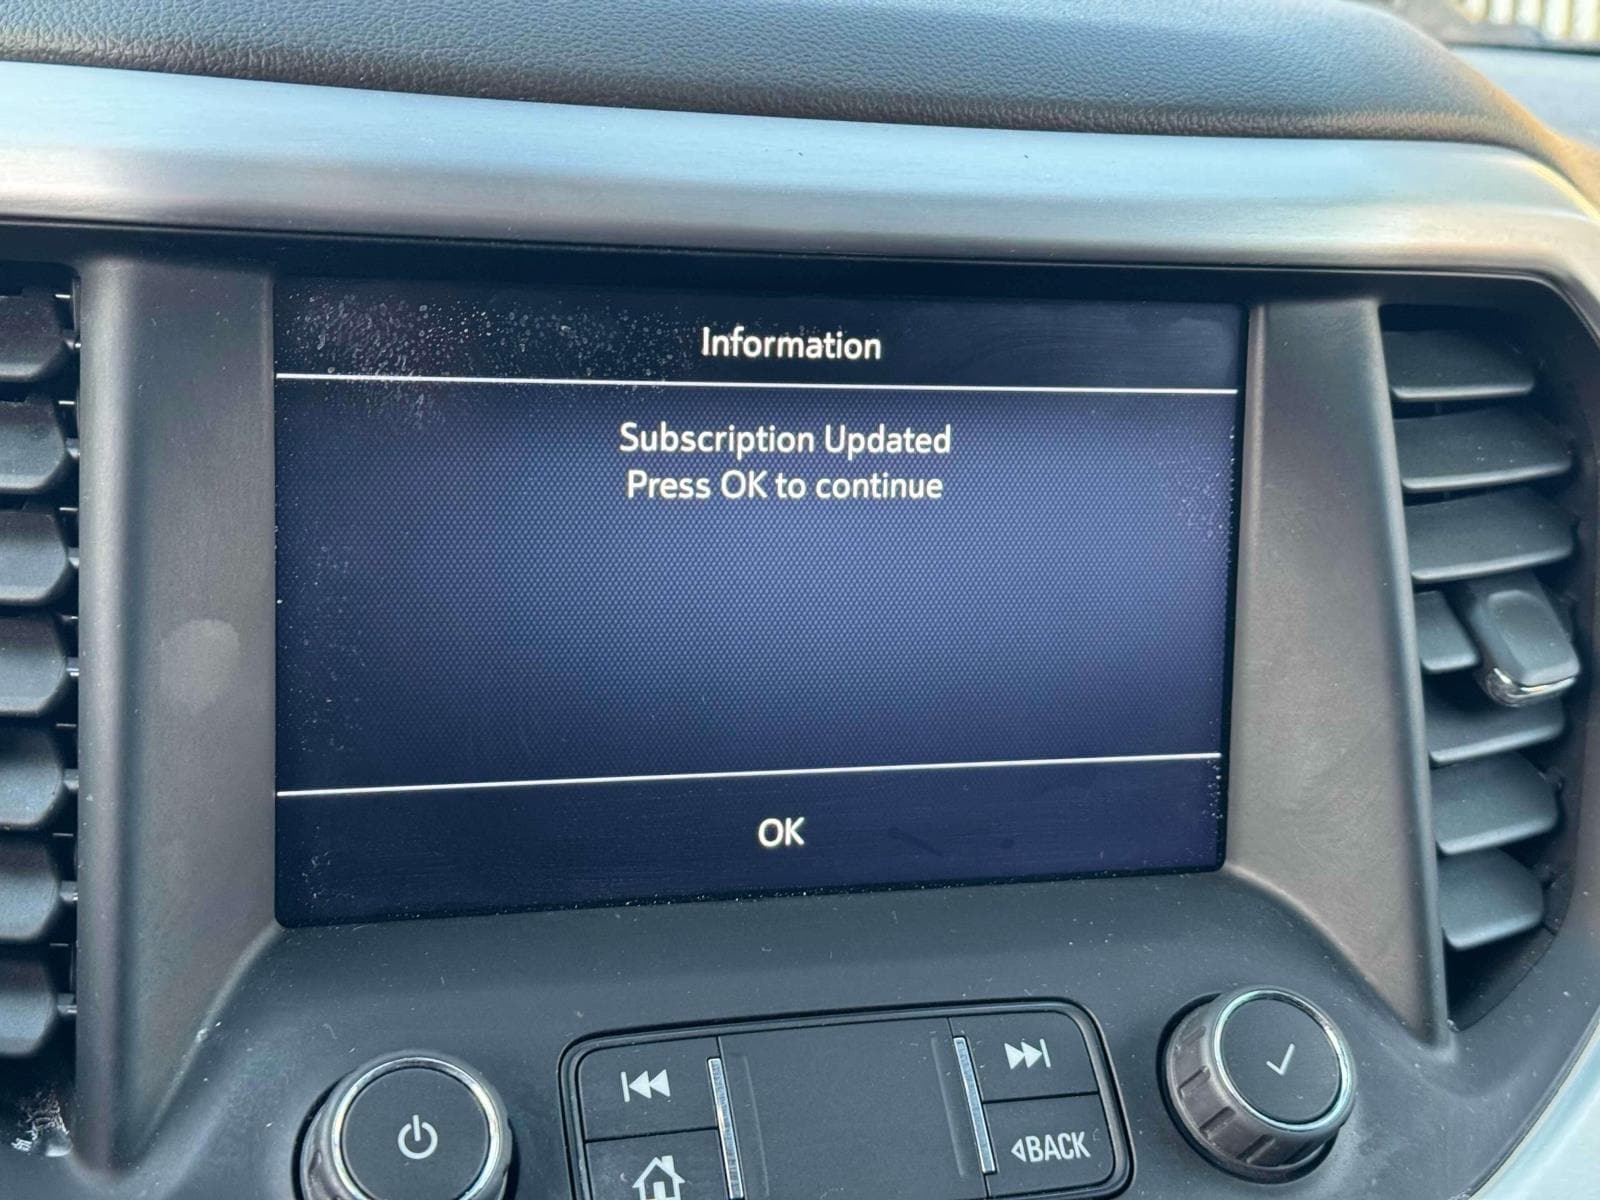 Information
Subscription Updated
Press OK to continue
OK
BACK